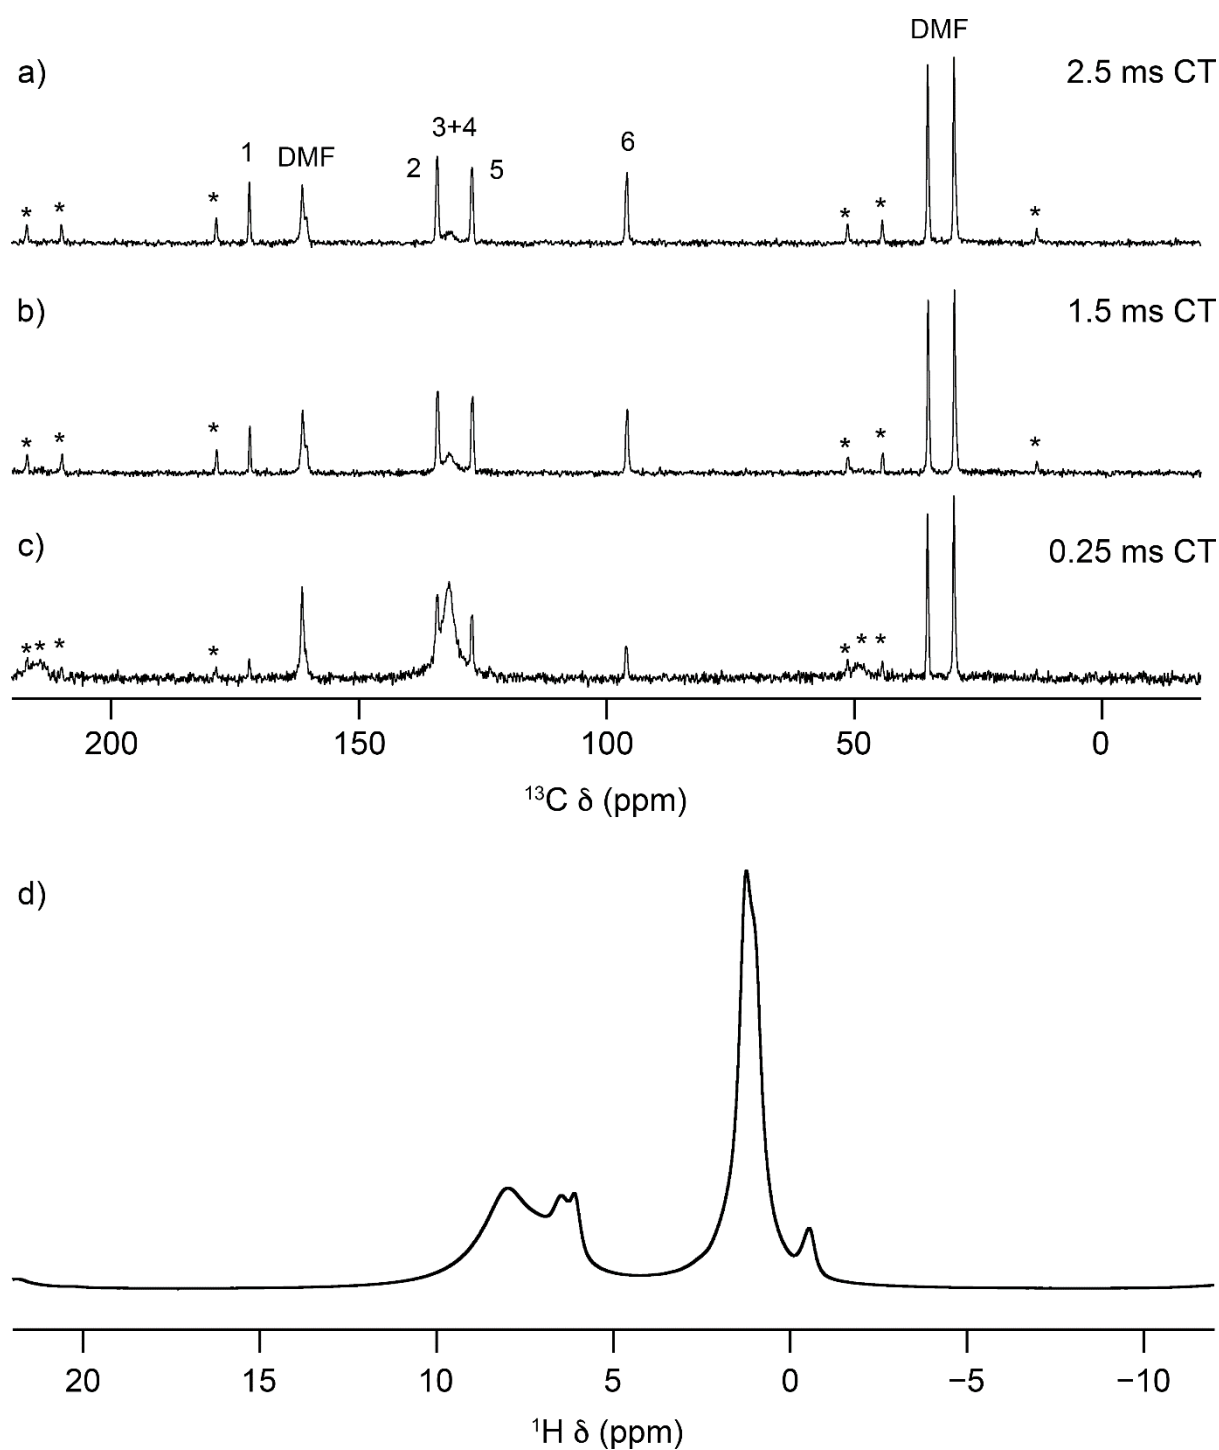 DMF
a)
2.5 ms CT
3+4
1
DMF
2
5
6
* * * * * *
b)
1.5 ms CT
* * * * * *
c)
0.25 ms CT
* * * * * * *
200 150 100 50 0
¹³C δ (ppm)
d)
20 15 10 5 0 −5 −10
¹H δ (ppm)